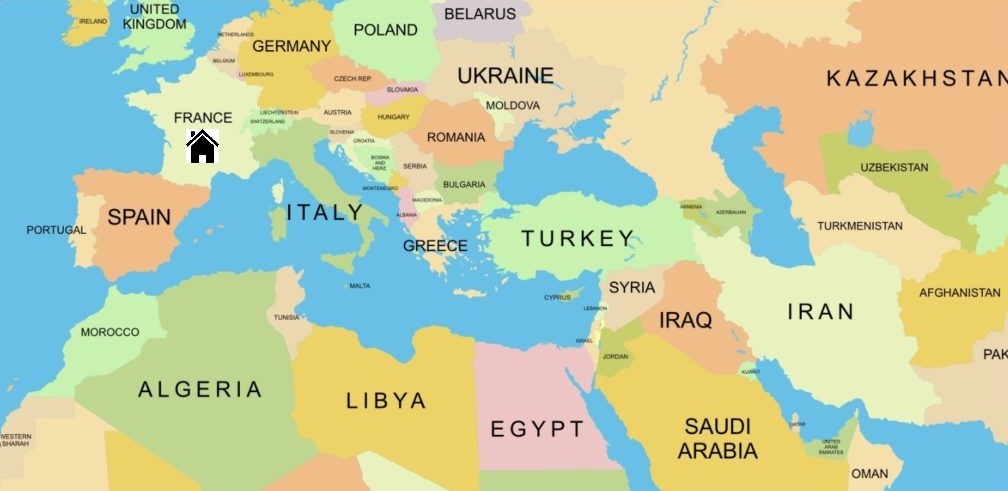 IRELAND
UNITED
KINGDOM
NETHERLANDS
BELGIUM
LUXEMBOURG
GERMANY
POLAND
BELARUS
CZECH REP.
SLOVAKIA
UKRAINE
MOLDOVA
KAZAKHSTAN
FRANCE
LIECHTENSTEIN
SWITZERLAND
AUSTRIA
HUNGARY
SLOVENIA
CROATIA
ROMANIA
BOSNIA
AND
HERZ.
SERBIA
MONTENEGRO
BULGARIA
MACEDONIA
ALBANIA
UZBEKISTAN
PORTUGAL
SPAIN
ITALY
GREECE
TURKEY
ARMENIA
AZERBAIJAN
TURKMENISTAN
MALTA
CYPRUS
SYRIA
LEBANON
IRAQ
IRAN
AFGHANISTAN
MOROCCO
TUNISIA
ISRAEL
JORDAN
KUWAIT
PAK
ALGERIA
LIBYA
EGYPT
SAUDI
ARABIA
QATAR
UNITED
ARAB
EMIRATES
OMAN
WESTERN
SHARAH